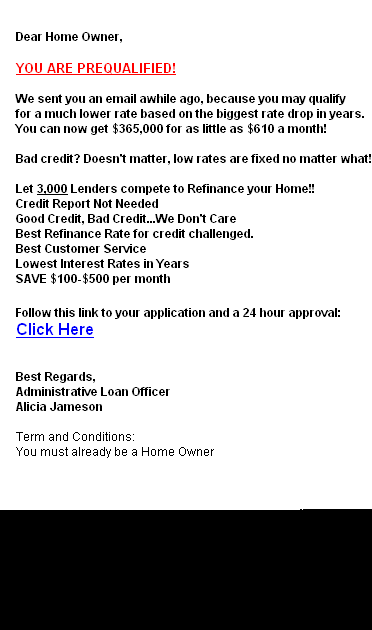 Dear Home Owner,
YOU ARE PREQUALIFIED!
We sent you an email awhile ago, because you may qualify
for a much lower rate based on the biggest rate drop in years.
You can now get $365,000 for as little as $610 a month!
Bad credit? Doesn't matter, low rates are fixed no matter what!
Let 3,000 Lenders compete to Refinance your Home!!
Credit Report Not Needed
Good Credit, Bad Credit...We Don't Care
Best Refinance Rate for credit challenged.
Best Customer Service
Lowest Interest Rates in Years
SAVE $100-$500 per month
Follow this link to your application and a 24 hour approval:
Click Here
Best Regards,
Administrative Loan Officer
Alicia Jameson
Term and Conditions:
You must already be a Home Owner